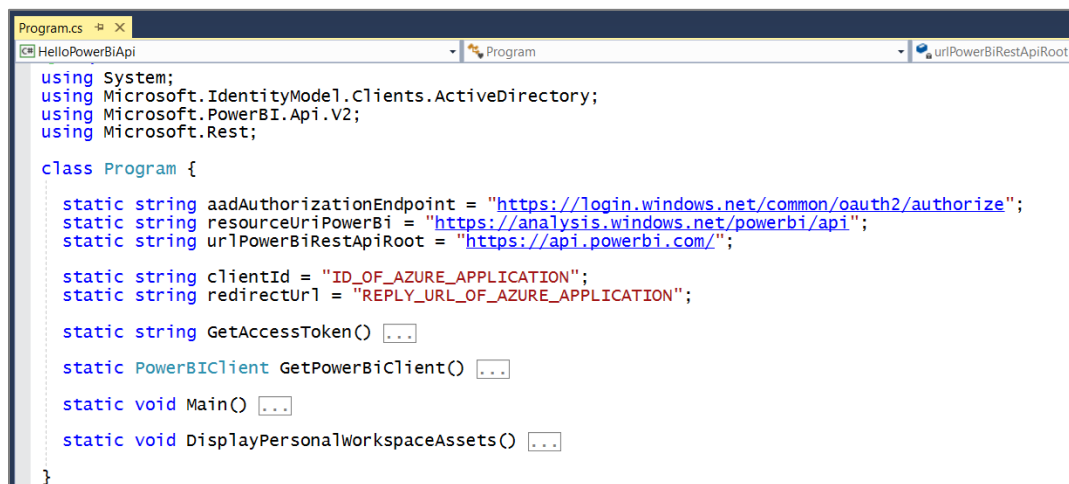 Program.cs
C# HelloPowerBiApi Program urlPowerBiRestApiRoot
using System;
using Microsoft.IdentityModel.Clients.ActiveDirectory;
using Microsoft.PowerBI.Api.V2;
using Microsoft.Rest;
class Program {
static string aadAuthorizationEndpoint = "https://login.windows.net/common/oauth2/authorize";
static string resourceUriPowerBi = "https://analysis.windows.net/powerbi/api";
static string urlPowerBiRestApiRoot = "https://api.powerbi.com/";
static string clientId = "ID_OF_AZURE_APPLICATION";
static string redirectUrl = "REPLY_URL_OF_AZURE_APPLICATION";
static string GetAccessToken() ...
static PowerBIClient GetPowerBiClient() ...
static void Main() ...
static void DisplayPersonalWorkspaceAssets() ...
}